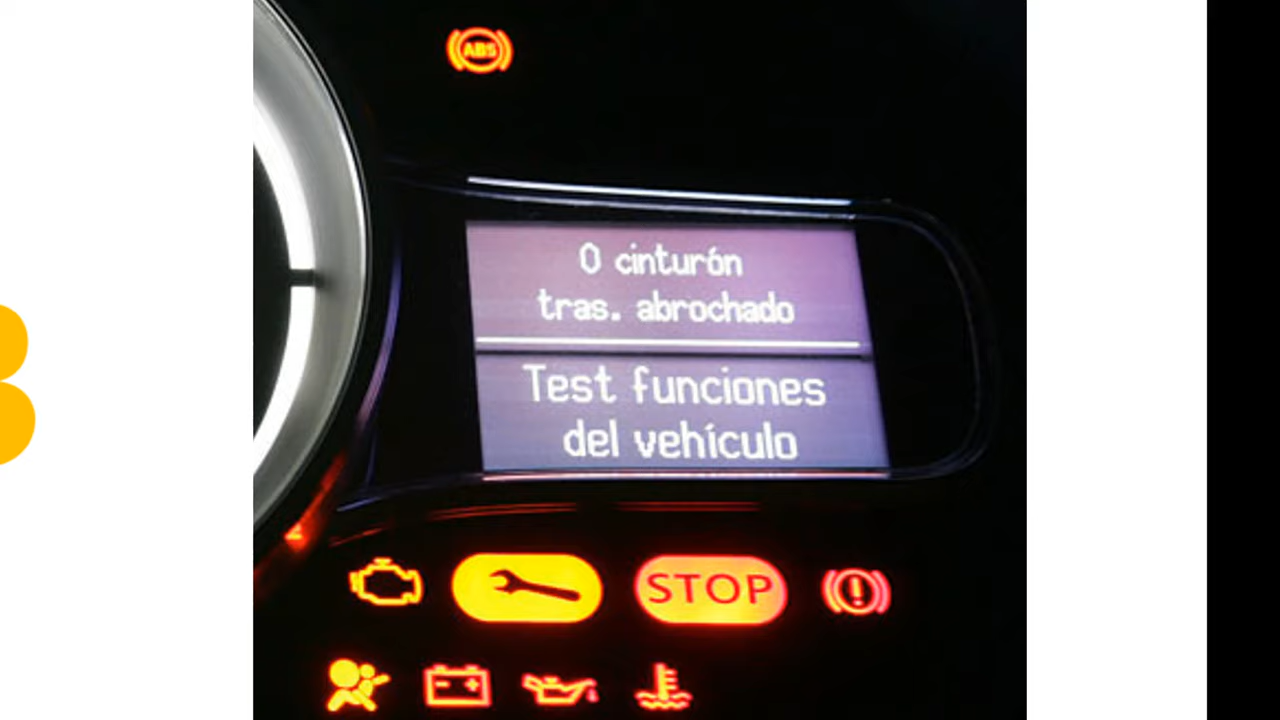 ABS
0 cinturón
tras. abrochado
Test funciones
del vehículo
STOP